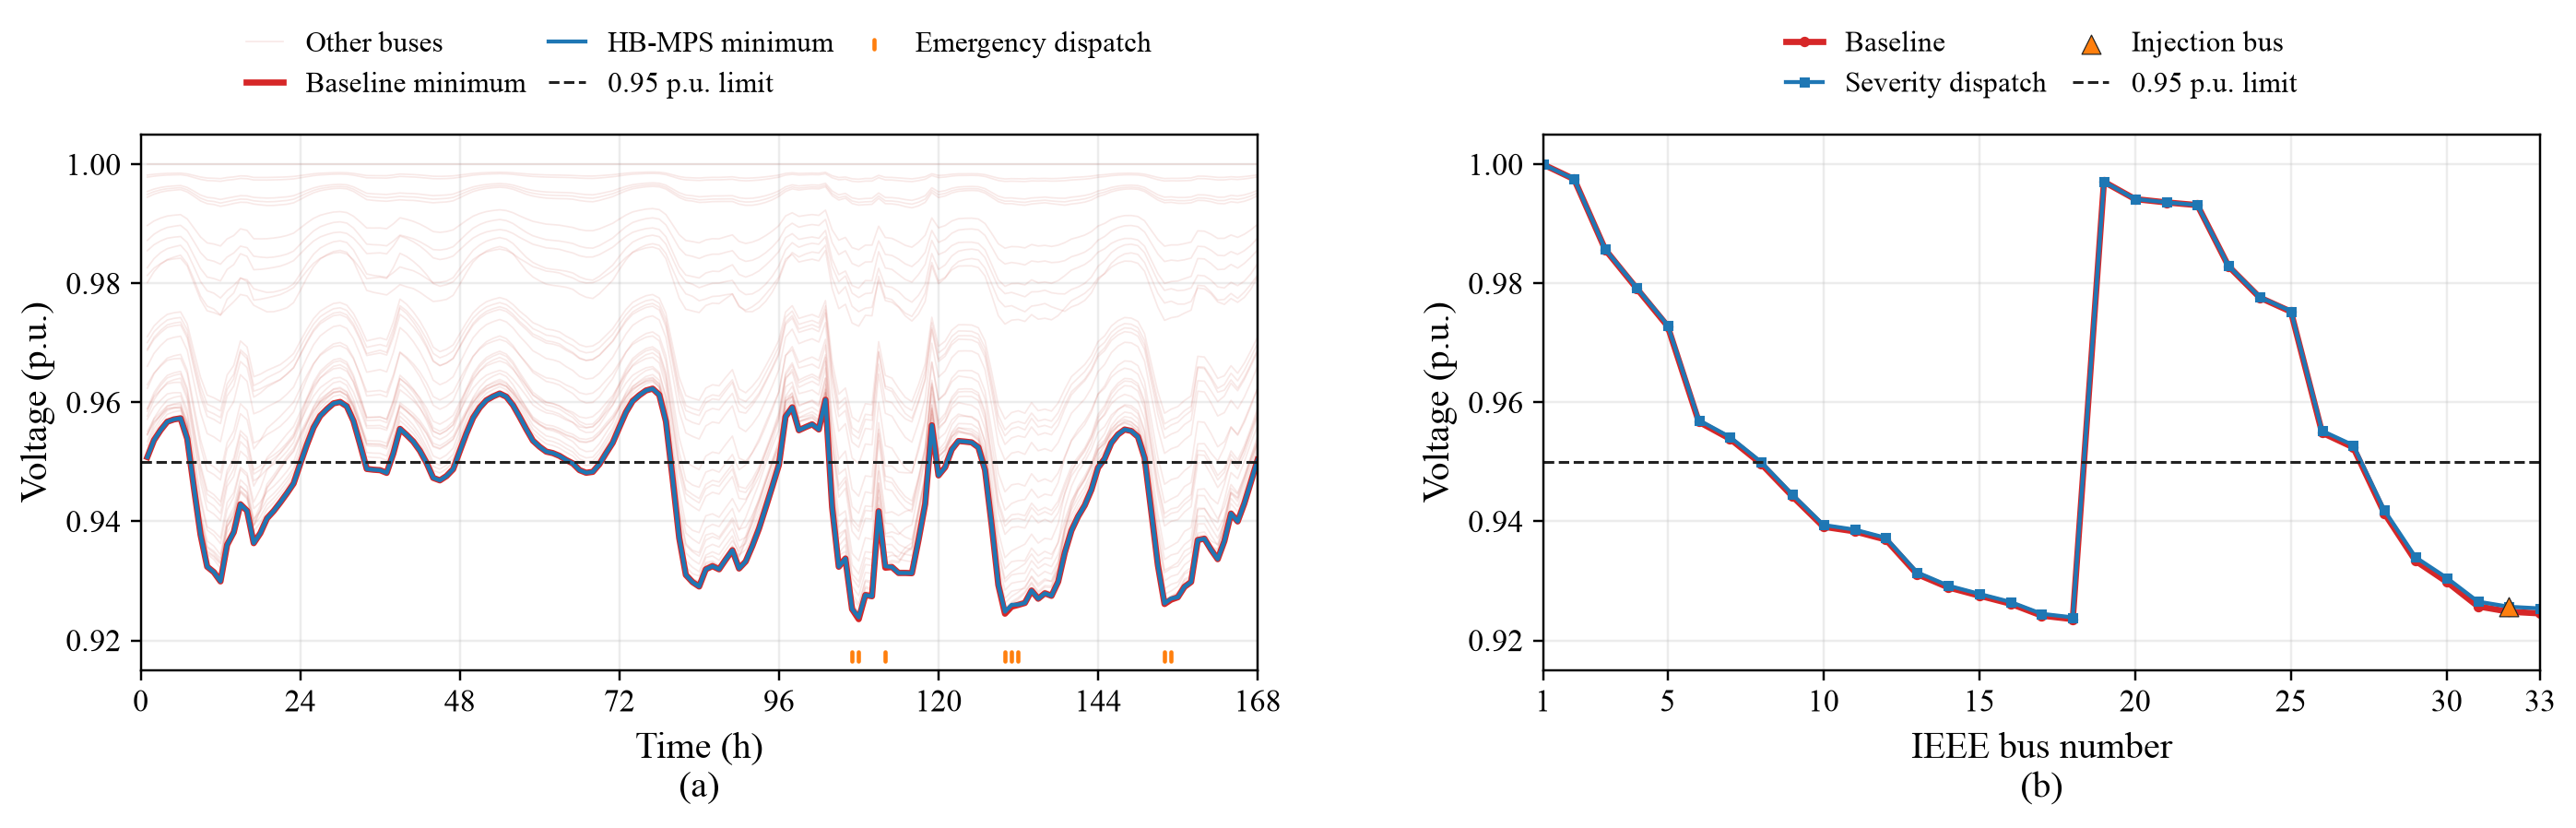 Other buses
Baseline minimum
HB-MPS minimum
0.95 p.u. limit
Emergency dispatch
Voltage (p.u.)
1.00
0.98
0.96
0.94
0.92
0 24 48 72 96 120 144 168
Time (h)
(a)
Baseline
Severity dispatch
Injection bus
0.95 p.u. limit
Voltage (p.u.)
1.00
0.98
0.96
0.94
0.92
1 5 10 15 20 25 30 33
IEEE bus number
(b)